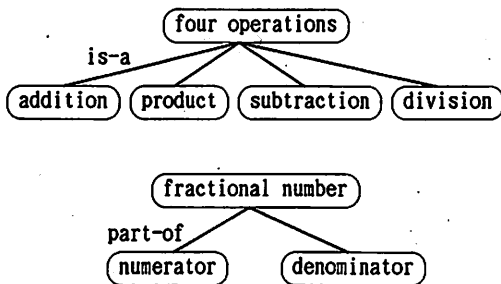 four operations
is-a
addition product subtraction division
fractional number
part-of
numerator denominator